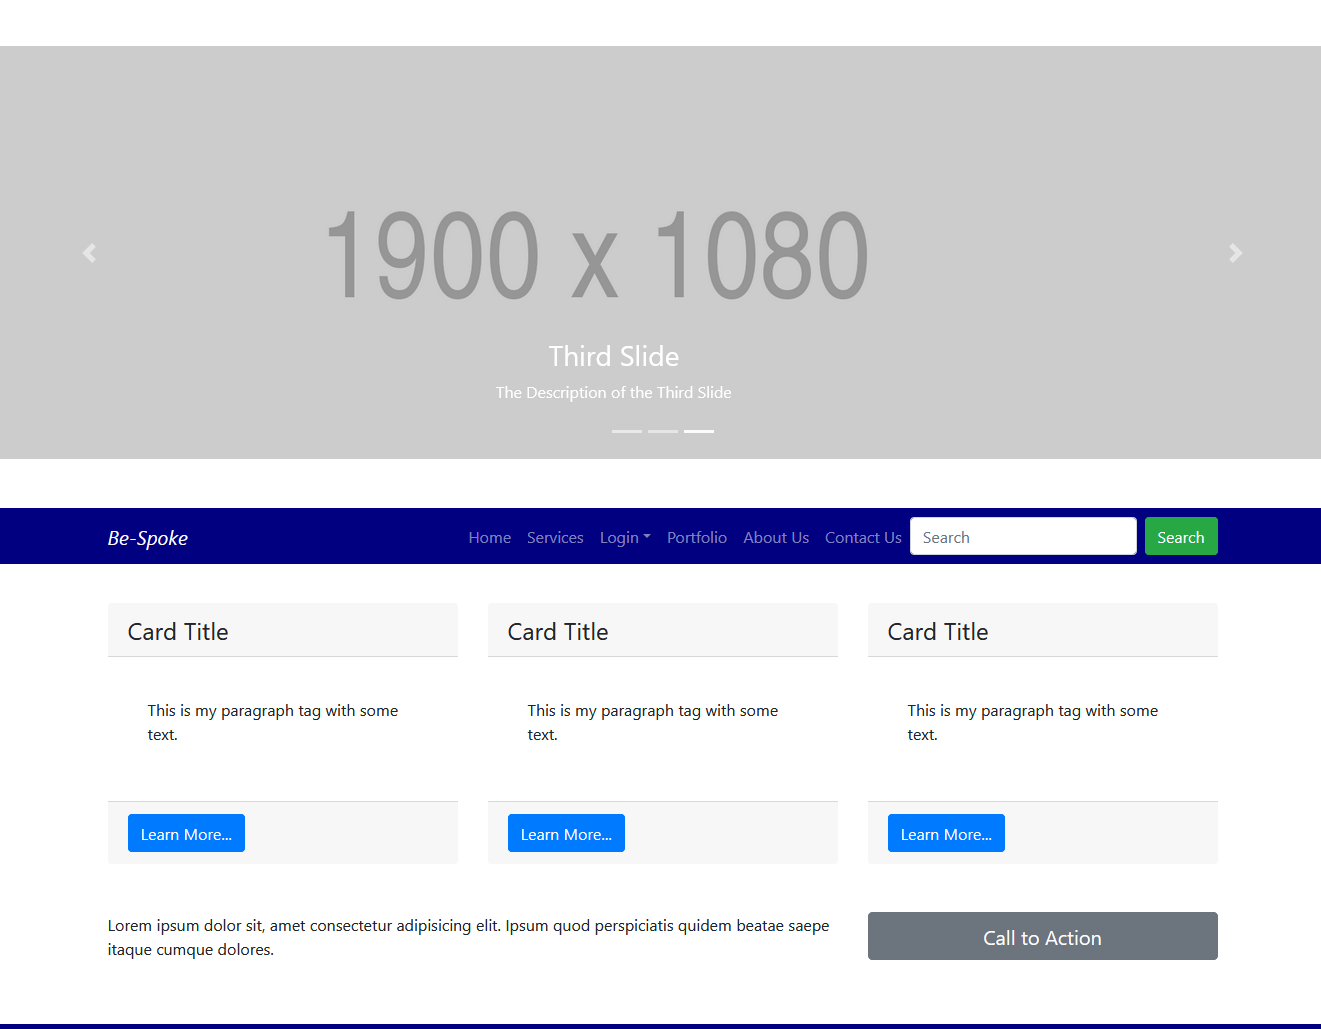 1900 x 1080
Third Slide
The Description of the Third Slide
Be-Spoke Home Services Login Portfolio About Us Contact Us Search Search
Card Title
This is my paragraph tag with some
text.
Learn More...
Card Title
This is my paragraph tag with some
text.
Learn More...
Card Title
This is my paragraph tag with some
text.
Learn More...
Lorem ipsum dolor sit, amet consectetur adipisicing elit. Ipsum quod perspiciatis quidem beatae saepe
itaque cumque dolores.
Call to Action